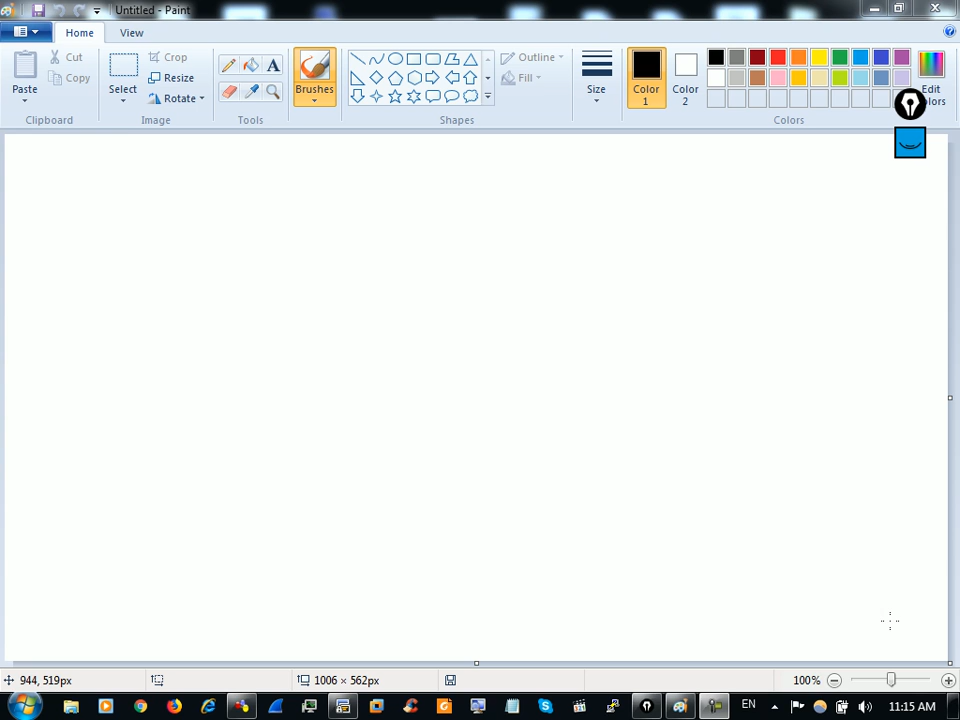 Untitled - Paint
Home View
Paste Cut Copy Select Crop Resize Rotate Brushes Outline Fill Size Color 1 Color 2 Edit
Clipboard Image Tools Shapes Colors
944, 519px 1006 × 562px 100%
EN 11:15 AM